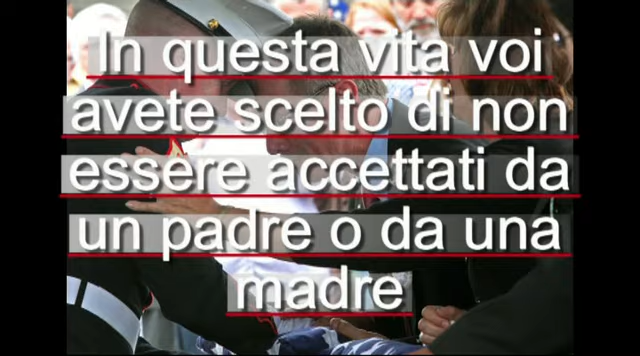 In questa vita voi
avete scelto di non
essere accettati da
un padre o da una
madre